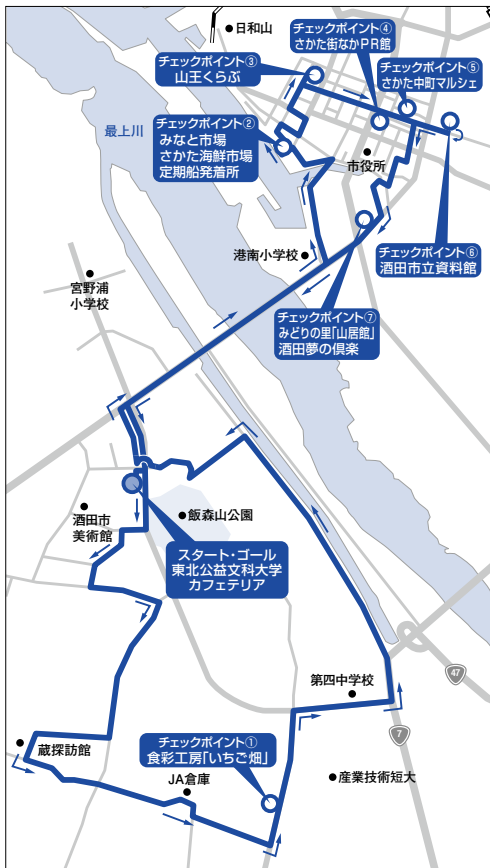 日和山
チェックポイント④
さかた街なかPR館
チェックポイント③
山王くらぶ
チェックポイント⑤
さかた中町マルシェ
最上川
チェックポイント②
みなと市場
さかた海鮮市場
定期船発着所
市役所
港南小学校
チェックポイント⑥
酒田市立資料館
宮野浦
小学校
チェックポイント⑦
みどりの里「山居館」
酒田夢の倶楽
酒田市
美術館
飯森山公園
スタート・ゴール
東北公益文科大学
カフェテリア
47
第四中学校
7
蔵探訪館
チェックポイント①
食彩工房「いちご畑」
JA倉庫
産業技術短大